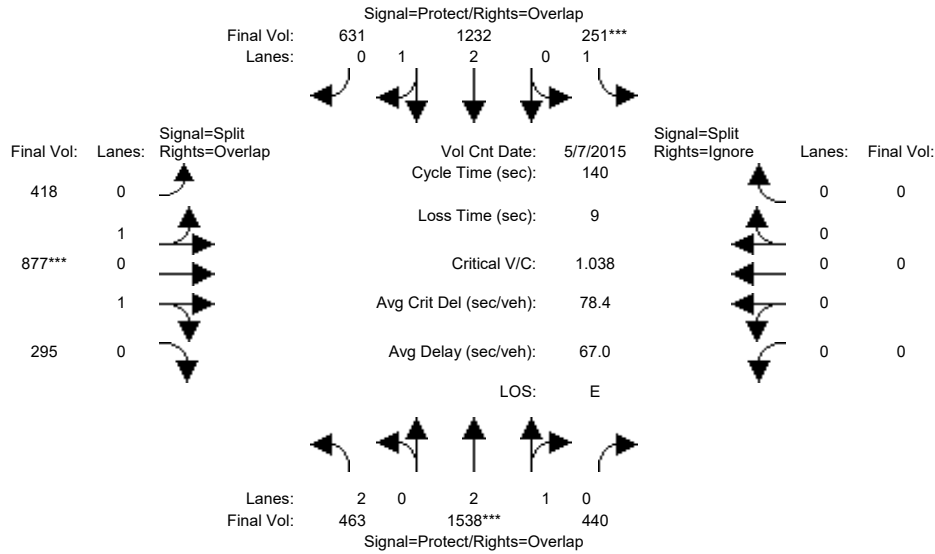 Signal=Protect/Rights=Overlap
Final Vol: 631 1232 251***
Lanes: 0 1 2 0 1
Signal=Split
Final Vol: Lanes: Rights=Overlap
Vol Cnt Date: 5/7/2015
Signal=Split
Rights=Ignore Lanes: Final Vol:
Cycle Time (sec): 140
418 0
0 0
Loss Time (sec): 9
1
0
877*** 0
Critical V/C: 1.038
0 0
1
Avg Crit Del (sec/veh): 78.4
0
295 0
Avg Delay (sec/veh): 67.0
0 0
LOS: E
Lanes: 2 0 2 1 0
Final Vol: 463 1538*** 440
Signal=Protect/Rights=Overlap